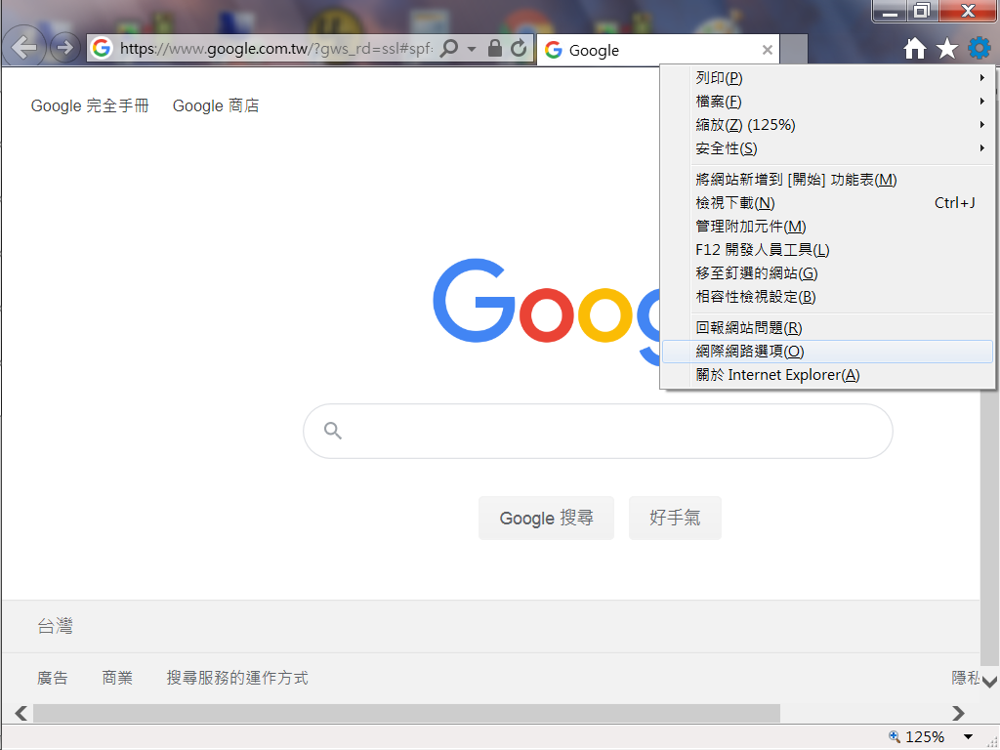 https://www.google.com.tw/?gws_rd=ssl#spf=
Google
Google 完全手冊 Google 商店
列印(P)
檔案(F)
縮放(Z) (125%)
安全性(S)
將網站新增到 [開始] 功能表(M)
檢視下載(N) Ctrl+J
管理附加元件(M)
F12 開發人員工具(L)
移至釘選的網站(G)
相容性檢視設定(B)
回報網站問題(R)
網際網路選項(O)
關於 Internet Explorer(A)
Goog
Google 搜尋 好手氣
台灣
廣告 商業 搜尋服務的運作方式 隱私
125%